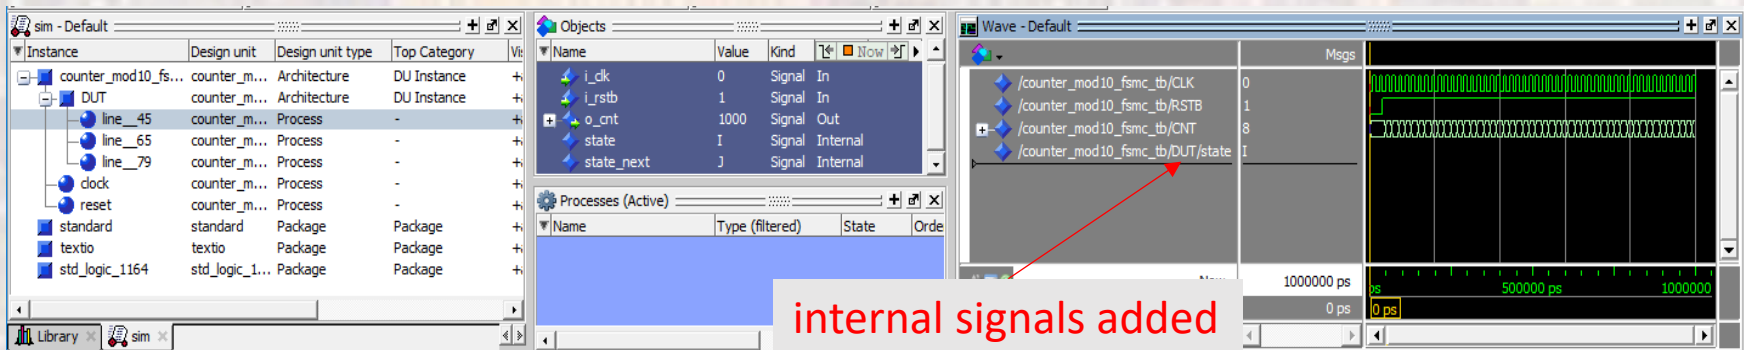 sim - Default
Instance Design unit Design unit type Top Category Vi
counter_mod10_fs... counter_m... Architecture DU Instance
DUT counter_m... Architecture DU Instance
line__45 counter_m... Process -
line__65 counter_m... Process -
line__79 counter_m... Process -
clock counter_m... Process -
reset counter_m... Process -
standard standard Package Package
textio textio Package Package
std_logic_1164 std_logic_1... Package Package
Library sim
Objects
Name Value Kind Now
i_clk 0 Signal In
i_rstb 1 Signal In
o_cnt 1000 Signal Out
state I Signal Internal
state_next J Signal Internal
Processes (Active)
Name Type (filtered) State Orde
Wave - Default
Msgs
/counter_mod10_fsmc_tb/CLK 0
/counter_mod10_fsmc_tb/RSTB 1
/counter_mod10_fsmc_tb/CNT 8
/counter_mod10_fsmc_tb/DUT/state I
1000000 ps ps 500000 ps 1000000
0 ps 0 ps
internal signals added